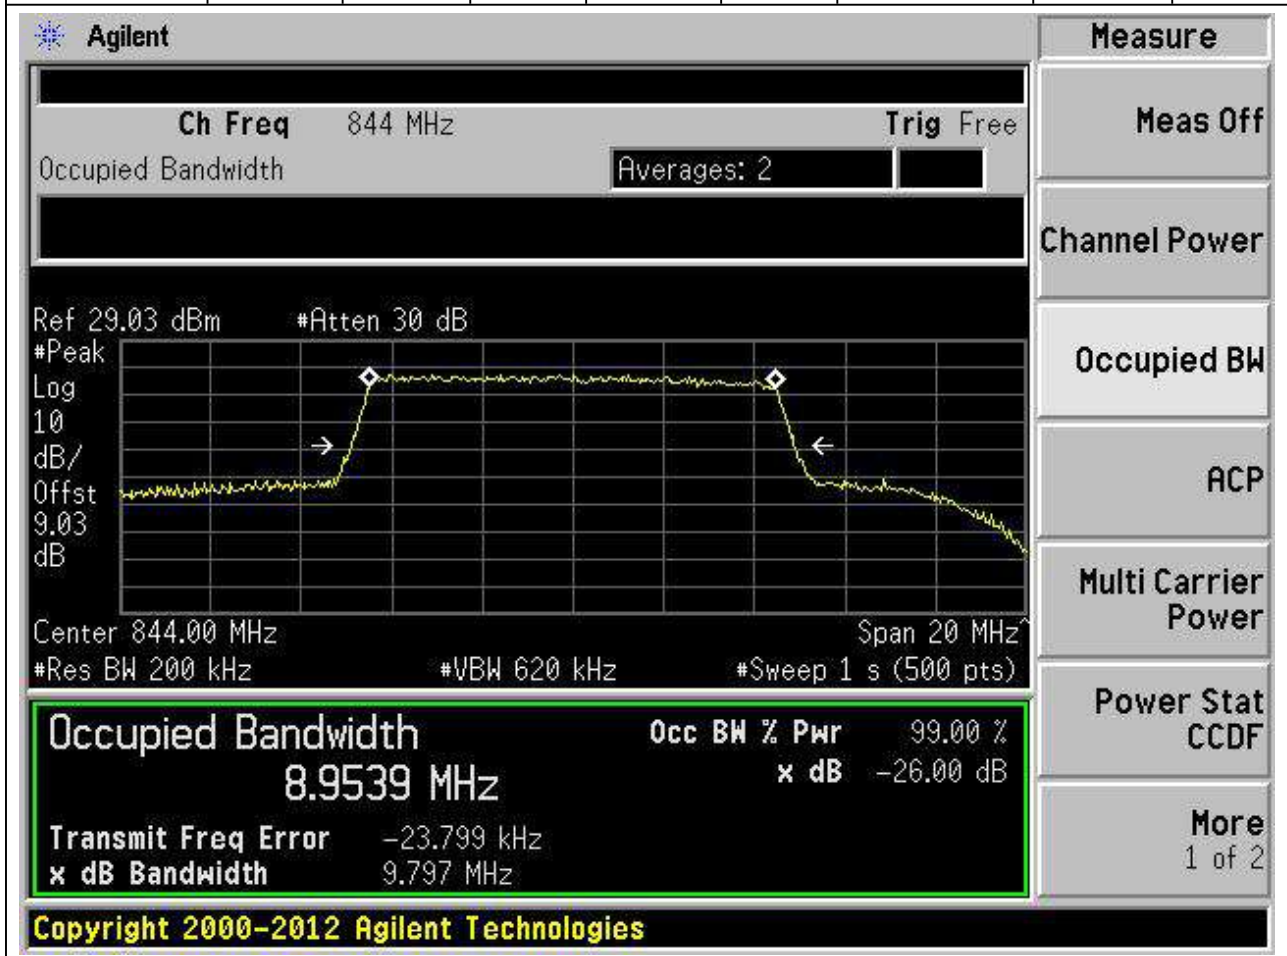 Agilent
Measure
Ch Freq 844 MHz Trig Free
Occupied Bandwidth Averages: 2
Meas Off
Channel Power
Occupied BW
ACP
Multi Carrier
Power
Power Stat
CCDF
More
1 of 2
Ref 29.03 dBm #Atten 30 dB
#Peak
Log
10
dB/
Offst
9.03
dB
Center 844.00 MHz Span 20 MHz^
#Res BW 200 kHz #VBW 620 kHz #Sweep 1 s (500 pts)
Occupied Bandwidth Occ BW % Pwr 99.00 %
8.9539 MHz x dB -26.00 dB
Transmit Freq Error -23.799 kHz
x dB Bandwidth 9.797 MHz
Copyright 2000-2012 Agilent Technologies